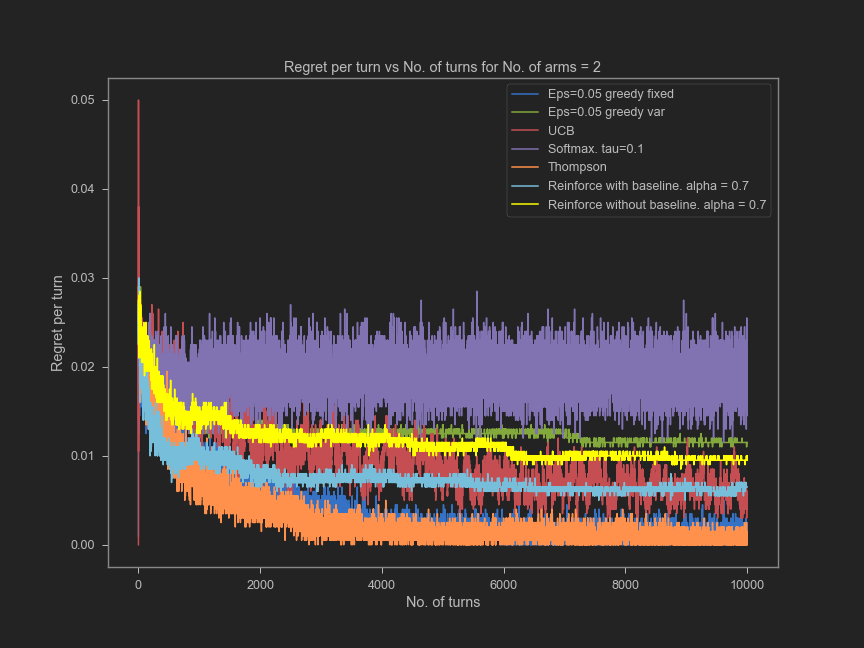 Regret per turn vs No. of turns for No. of arms = 2
Eps=0.05 greedy fixed
Eps=0.05 greedy var
UCB
Softmax. tau=0.1
Thompson
Reinforce with baseline. alpha = 0.7
Reinforce without baseline. alpha = 0.7
Regret per turn
0.05
0.04
0.03
0.02
0.01
0.00
0
2000
4000
6000
8000
10000
No. of turns